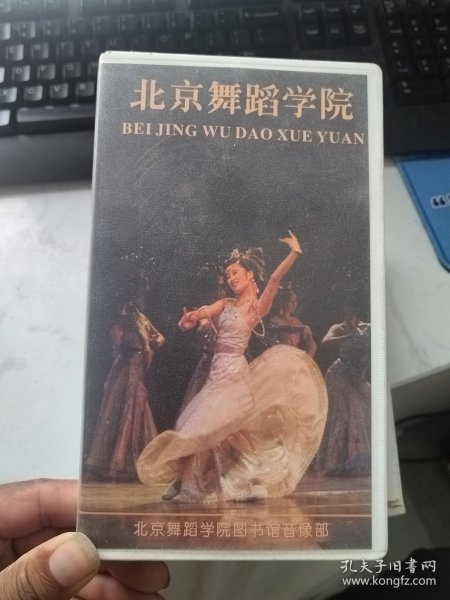 北京舞蹈学院
BEI JING WU DAO XUE YUAN
北京舞蹈学院图书馆音像部
孔夫子旧书网
www.kongfz.com